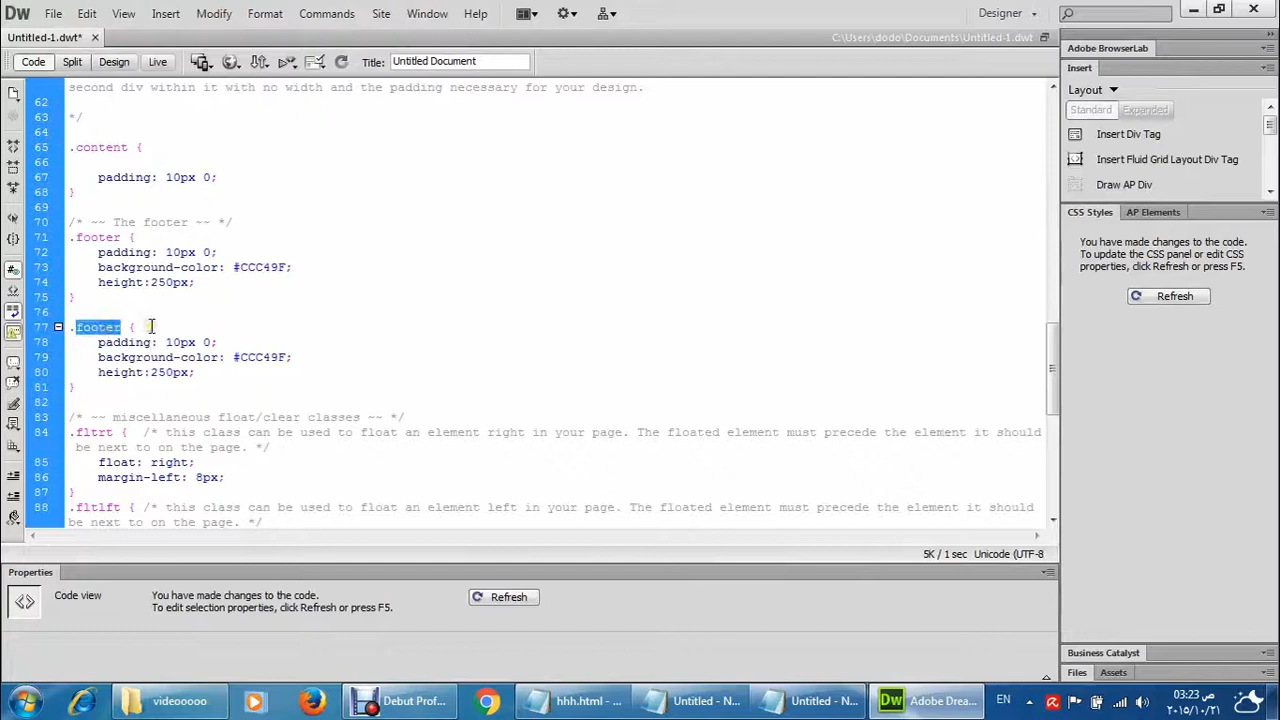 Dw File Edit View Insert Modify Format Commands Site Window Help Designer
Untitled-1.dwt* C:\Users\dodo\Documents\Untitled-1.dwt
Code Split Design Live Title: Untitled Document
second div within it with no width and the padding necessary for your design.
62
63 */
64
65 .content {
66
67 padding: 10px 0;
68 }
69
70 /* ~~ The footer ~~ */
71 .footer {
72 padding: 10px 0;
73 background-color: #CCC49F;
74 height:250px;
75 }
76
77 .footer {
78 padding: 10px 0;
79 background-color: #CCC49F;
80 height:250px;
81 }
82
83 /* ~~ miscellaneous float/clear classes ~~ */
84 .fltrt { /* this class can be used to float an element right in your page. The floated element must precede the element it should
be next to on the page. */
85 float: right;
86 margin-left: 8px;
87 }
88 .fltlft { /* this class can be used to float an element left in your page. The floated element must precede the element it should
be next to on the page. */
5K / 1 sec Unicode (UTF-8
Adobe BrowserLab
Insert
Layout
Standard Expanded
Insert Div Tag
Insert Fluid Grid Layout Div Tag
Draw AP Div
CSS Styles AP Elements
You have made changes to the code.
To update the CSS panel or edit CSS
properties, click Refresh or press F5.
Refresh
Business Catalyst
Files Assets
Properties
Code view You have made changes to the code.
To edit selection properties, click Refresh or press F5.
Refresh
videooooo Debut Prof... hhh.html - ... Untitled - N... Untitled - N... Dw Adobe Drea... EN
03:23 ص
٢٠١٥/١٠/٢١